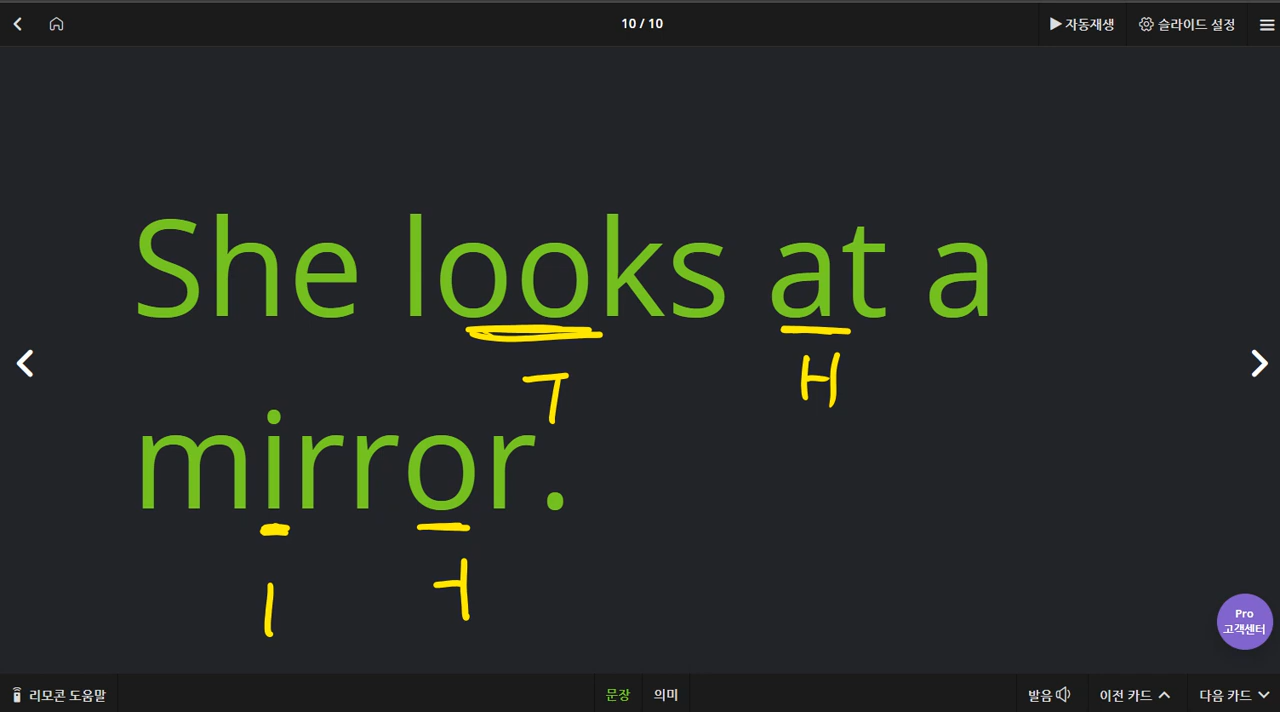 10 / 10
자동재생
슬라이드 설정
She looks at a
ㅜ ㅐ
mirror.
ㅣ ㅓ
Pro
고객센터
리모콘 도움말
문장
의미
발음
이전 카드
다음 카드